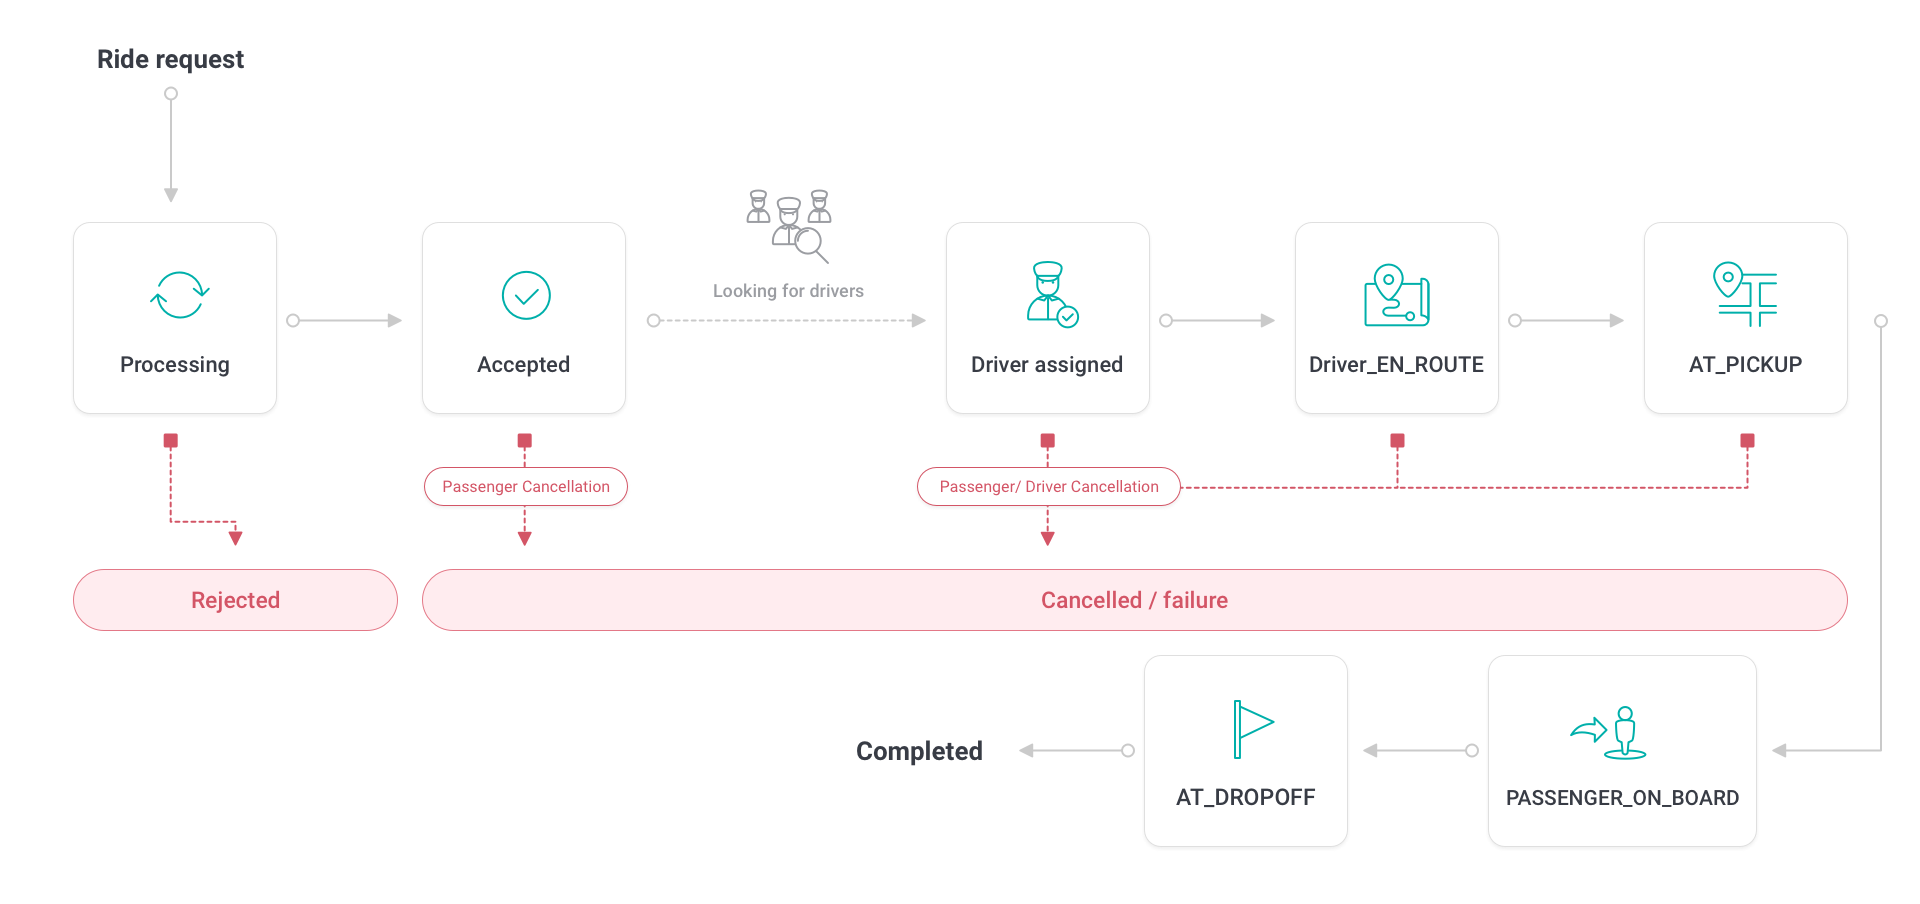 Ride request
Looking for drivers
Processing
Accepted
Driver assigned
Driver_EN_ROUTE
AT_PICKUP
Passenger Cancellation
Passenger/ Driver Cancellation
Rejected
Cancelled / failure
Completed
AT_DROPOFF
PASSENGER_ON_BOARD